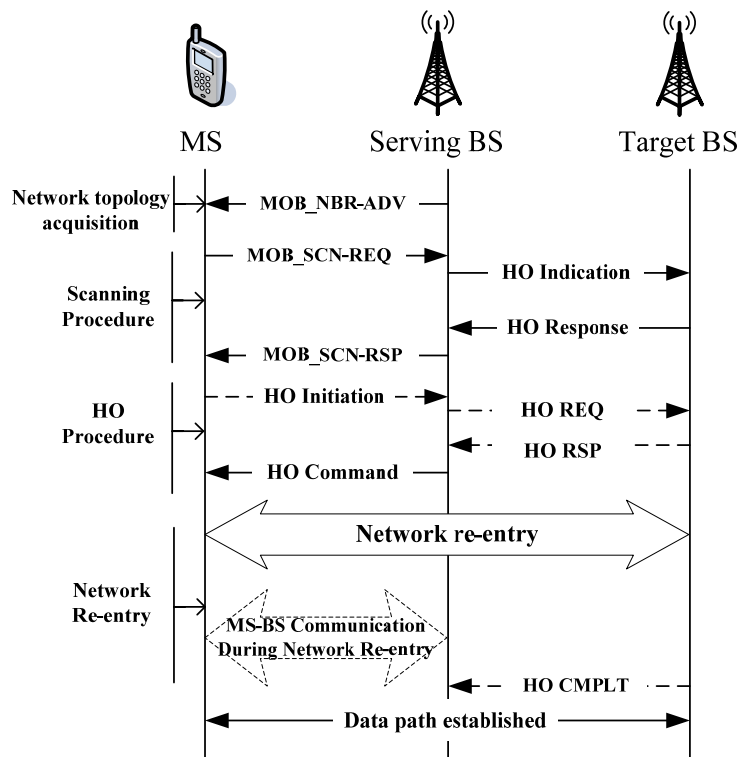 MS
Serving BS
Target BS
Network topology
acquisition
MOB_NBR-ADV
MOB_SCN-REQ
HO Indication
Scanning
Procedure
HO Response
MOB_SCN-RSP
HO
Procedure
HO Initiation
HO REQ
HO RSP
HO Command
Network re-entry
Network
Re-entry
MS-BS Communication
During Network Re-entry
HO CMPLT
Data path established